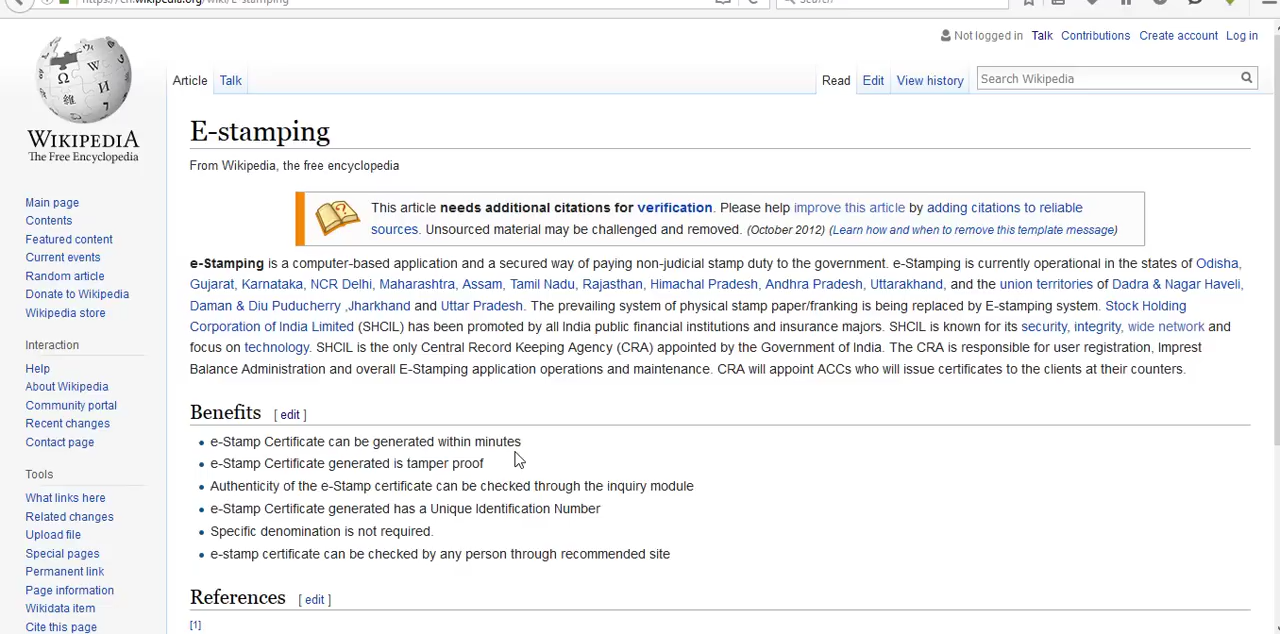 https://en.wikipedia.org/wiki/E-stamping
Search
Not logged in Talk Contributions Create account Log in
Article Talk
Read Edit View history Search Wikipedia
WIKIPEDIA
The Free Encyclopedia
Main page
Contents
Featured content
Current events
Random article
Donate to Wikipedia
Wikipedia store
Interaction
Help
About Wikipedia
Community portal
Recent changes
Contact page
Tools
What links here
Related changes
Upload file
Special pages
Permanent link
Page information
Wikidata item
Cite this page
E-stamping
From Wikipedia, the free encyclopedia
This article needs additional citations for verification. Please help improve this article by adding citations to reliable
sources. Unsourced material may be challenged and removed. (October 2012) (Learn how and when to remove this template message)
e-Stamping is a computer-based application and a secured way of paying non-judicial stamp duty to the government. e-Stamping is currently operational in the states of Odisha,
Gujarat, Karnataka, NCR Delhi, Maharashtra, Assam, Tamil Nadu, Rajasthan, Himachal Pradesh, Andhra Pradesh, Uttarakhand, and the union territories of Dadra & Nagar Haveli,
Daman & Diu Puducherry ,Jharkhand and Uttar Pradesh. The prevailing system of physical stamp paper/franking is being replaced by E-stamping system. Stock Holding
Corporation of India Limited (SHCIL) has been promoted by all India public financial institutions and insurance majors. SHCIL is known for its security, integrity, wide network and
focus on technology. SHCIL is the only Central Record Keeping Agency (CRA) appointed by the Government of India. The CRA is responsible for user registration, Imprest
Balance Administration and overall E-Stamping application operations and maintenance. CRA will appoint ACCs who will issue certificates to the clients at their counters.
Benefits [ edit ]
e-Stamp Certificate can be generated within minutes
e-Stamp Certificate generated is tamper proof
Authenticity of the e-Stamp certificate can be checked through the inquiry module
e-Stamp Certificate generated has a Unique Identification Number
Specific denomination is not required.
e-stamp certificate can be checked by any person through recommended site
References [ edit ]
[1]